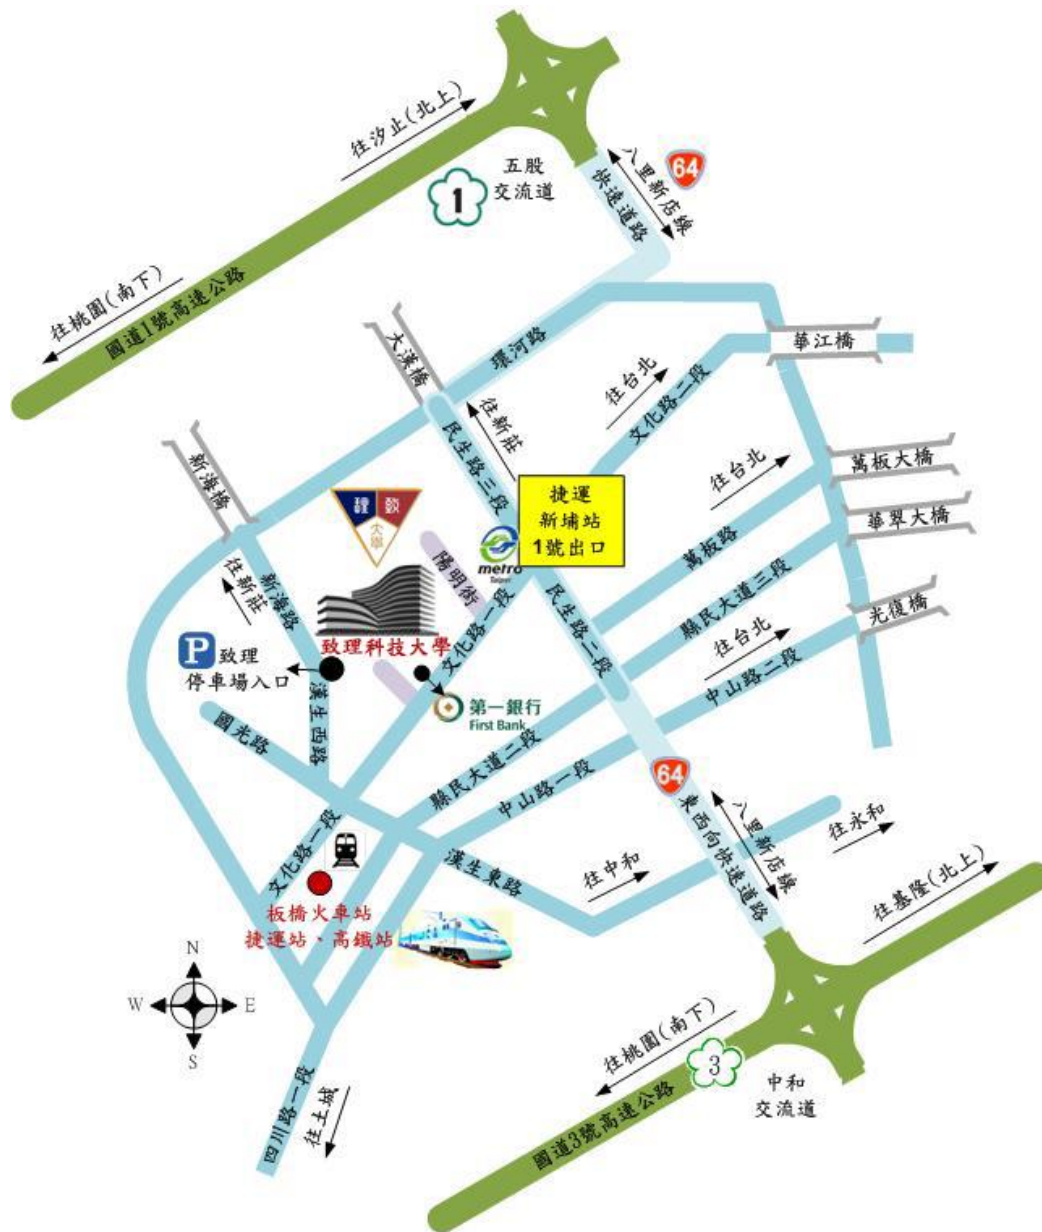 往汐止(北上)
五股
交流道
1
64
八里新店線
快速道路
往桃園(南下)
國道1號高速公路
大漢橋
環河路
華江橋
往台北
文化路二段
往新莊
民生路三段
新海橋
捷運
新埔站
1號出口
往台北
萬板大橋
理 致
大學
陽明街
metro
Taipei
萬板路
華翠大橋
新海路
往新莊
文化路一段
民生路二段
縣民大道三段
光復橋
致理科技大學
往台北
中山路二段
P
致理
停車場入口
漢生西路
第一銀行
First Bank
國光路
縣民大道二段
中山路一段
64
八里新店線
東西向快速道路
文化路一段
漢生東路
往中和
往永和
板橋火車站
捷運站、高鐵站
往基隆(北上)
N
W
E
S
往桃園(南下)
3
中和
交流道
國道3號高速公路
四川路一段
往土城